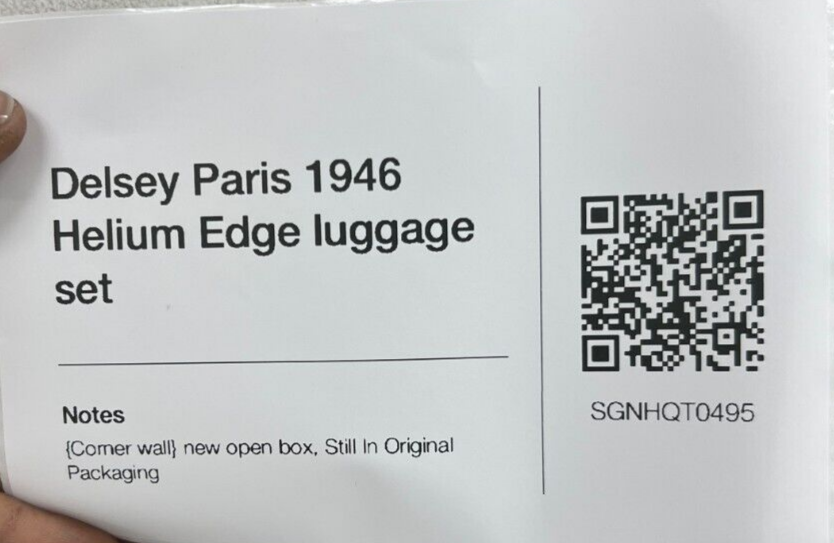 Delsey Paris 1946
Helium Edge luggage
set
Notes
{Corner wall} new open box, Still In Original
Packaging
SGNHQT0495